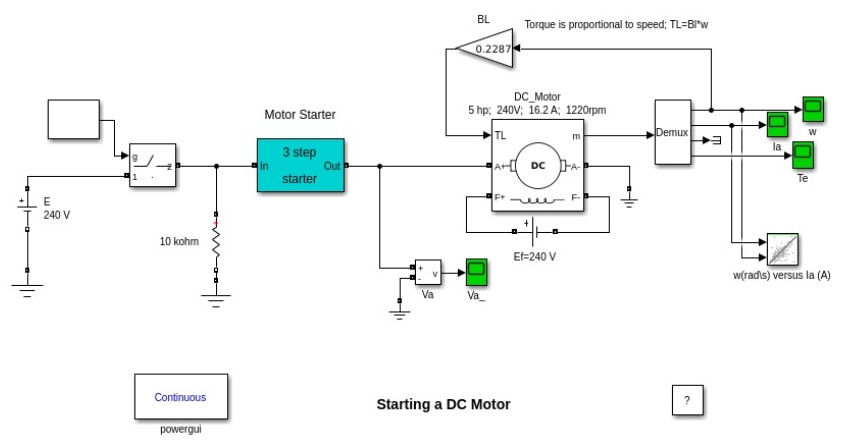 BL
Torque is proportional to speed; TL=Bl*w
0.2287
DC_Motor
5 hp; 240V; 16.2 A; 1220rpm
Motor Starter
TL
m
Demux
w
Ia
Te
g
1
2
In
3 step
starter
Out
A+
DC
A-
F+
F-
+
E
240 V
10 kohm
+
+
Ef=240 V
+
-
v
Va
Va_
w(rad\s) versus Ia (A)
Continuous
powergui
Starting a DC Motor
?